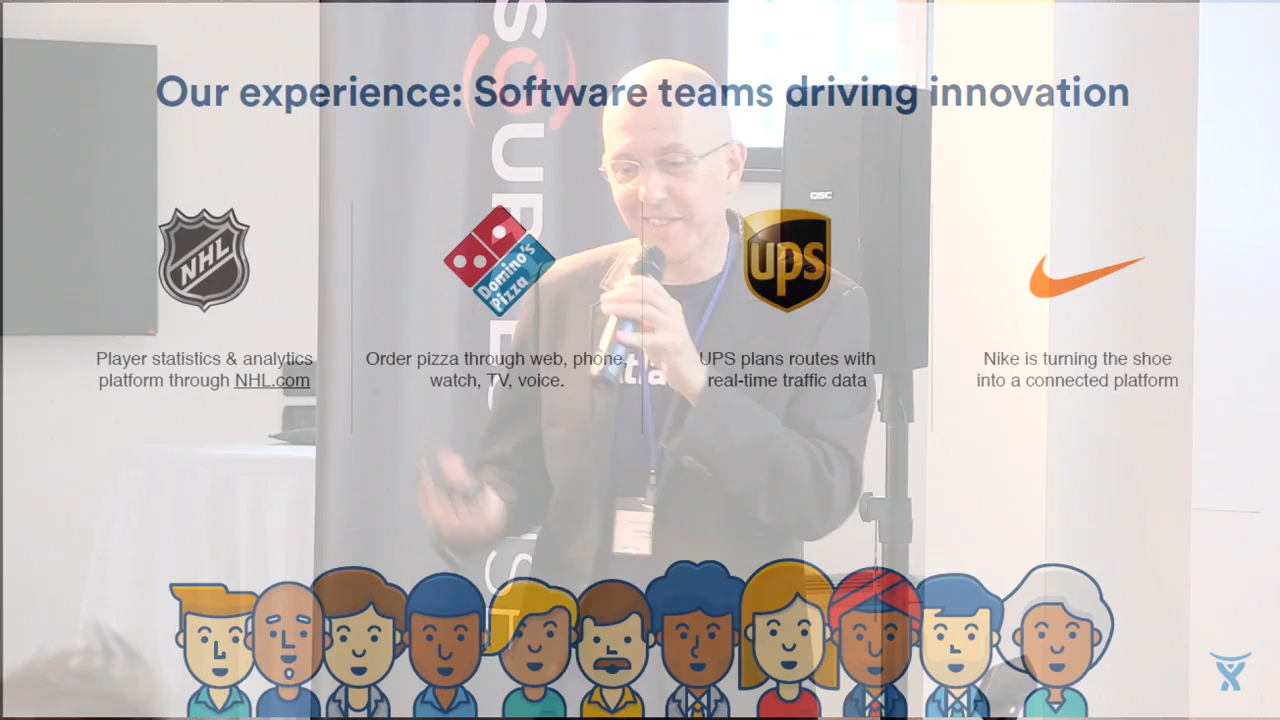 Our experience: Software teams driving innovation
NHL
Domino's
Pizza
ups
QSC
Player statistics & analytics
platform through NHL.com
Order pizza through web, phone,
watch, TV, voice.
UPS plans routes with
real-time traffic data
Nike is turning the shoe
into a connected platform